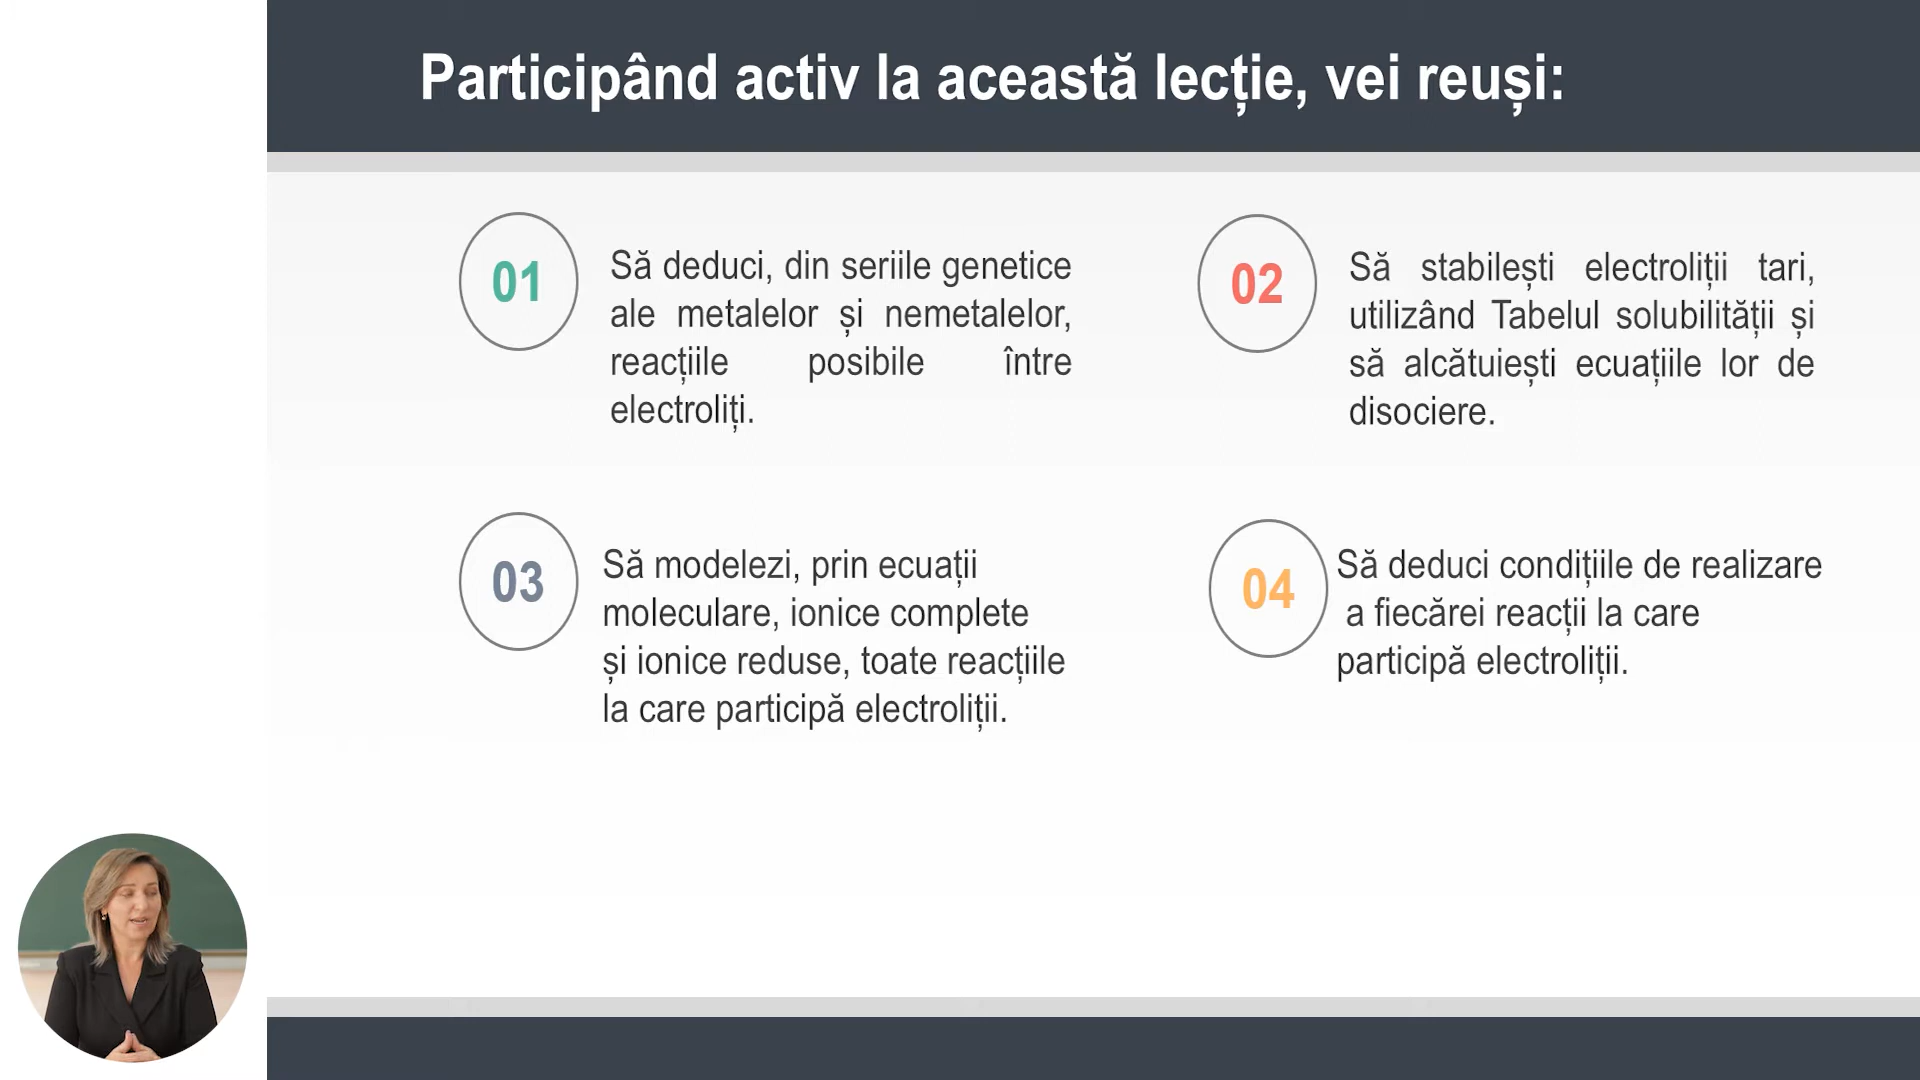 Participând activ la această lecție, vei reuși:
01
Să deduci, din seriile genetice
ale metalelor și nemetalelor,
reacțiile posibile între
electroliți.
02
Să stabilești electroliții tari,
utilizând Tabelul solubilității și
să alcătuiești ecuațiile lor de
disociere.
03
Să modelezi, prin ecuații
moleculare, ionice complete
și ionice reduse, toate reacțiile
la care participă electroliții.
04
Să deduci condițiile de realizare
a fiecărei reacții la care
participă electroliții.